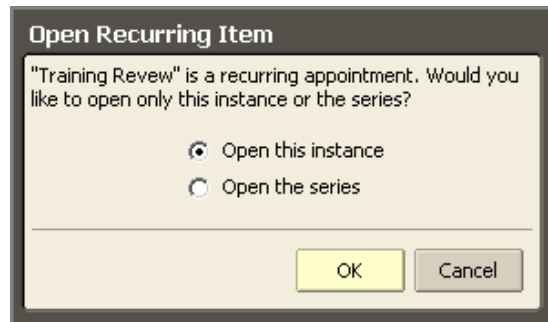 Open Recurring Item
"Training Revew" is a recurring appointment. Would you
like to open only this instance or the series?
Open this instance
Open the series
OK
Cancel